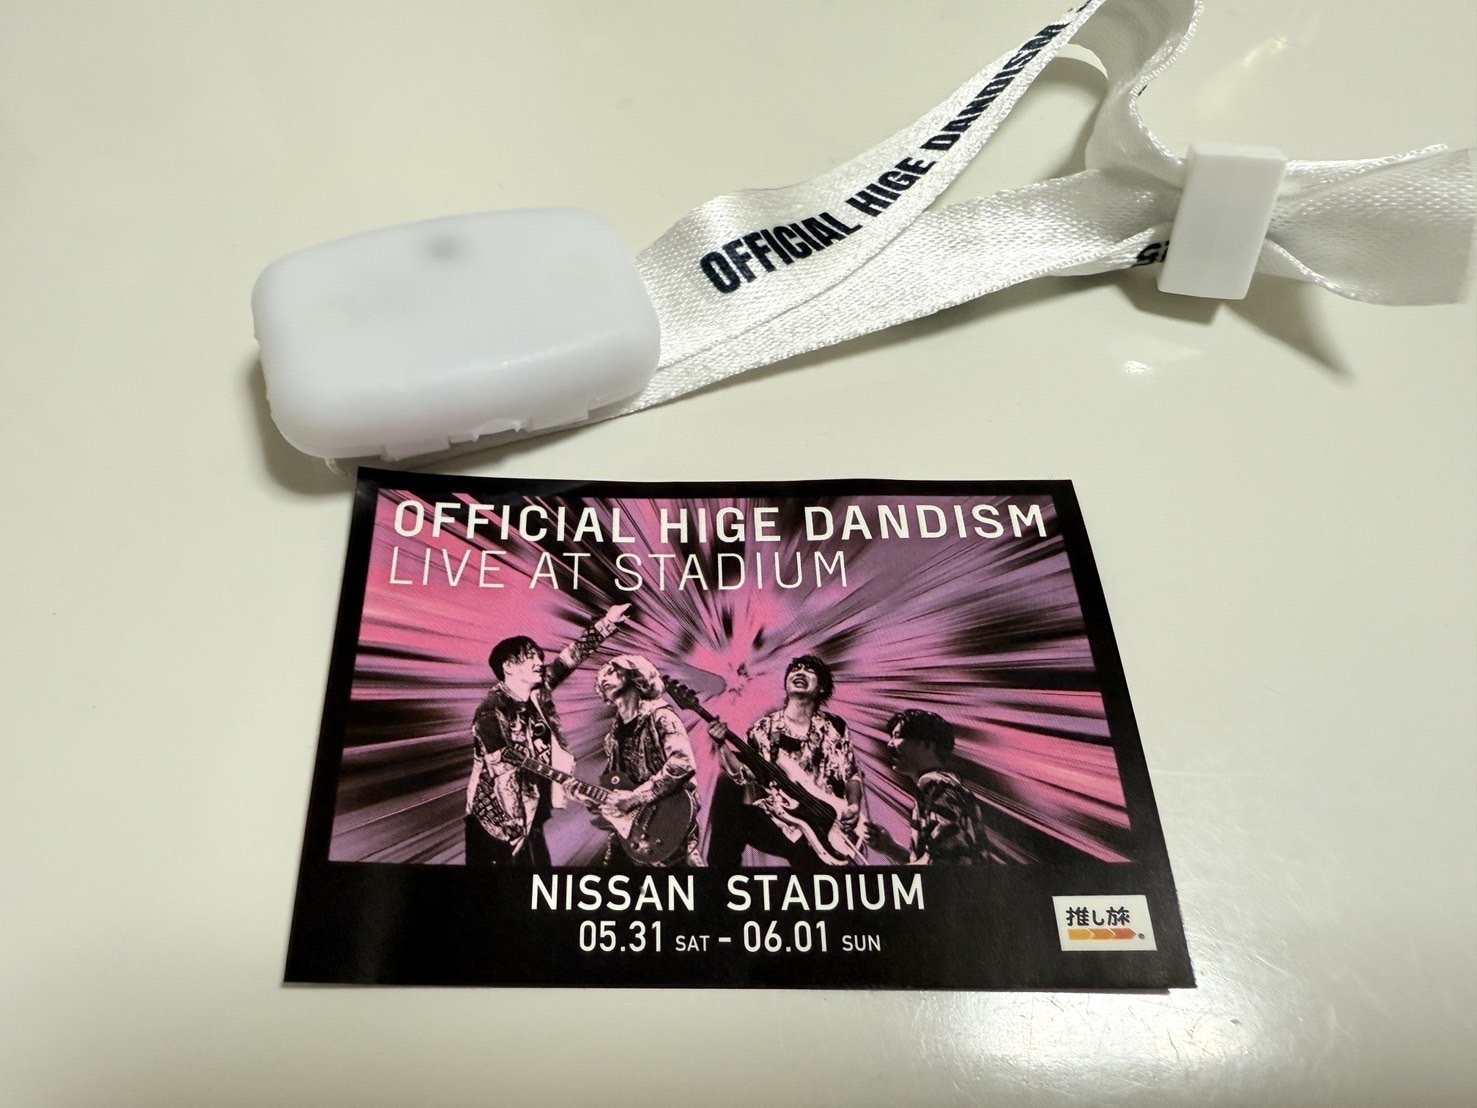 OFFICIAL HIGE DANDISM
OFFICIAL HIGE DANDISM
LIVE AT STADIUM
NISSAN STADIUM
05.31 SAT - 06.01 SUN
推し旅